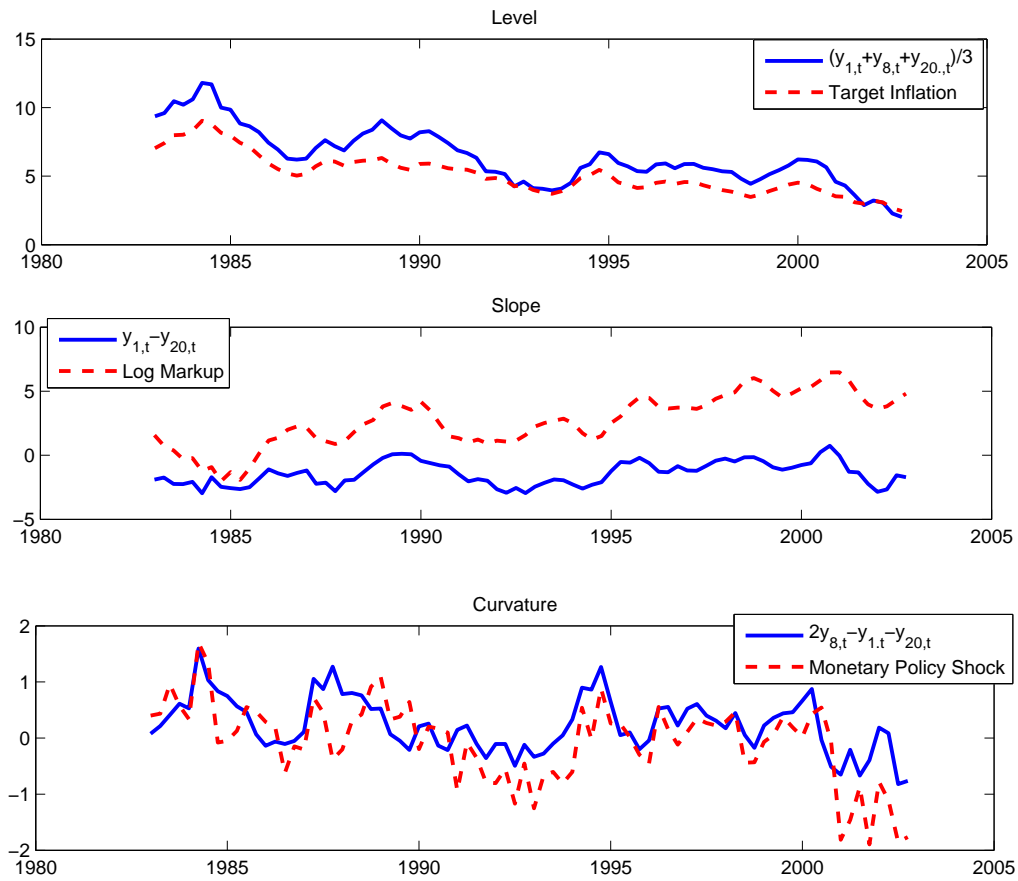 Level
15
10
5
0
(y1,t+y8,t+y20.,t)/3
Target Inflation
1980 1985 1990 1995 2000 2005
Slope
10
5
0
−5
y1,t−y20,t
Log Markup
1980 1985 1990 1995 2000 2005
Curvature
2
1
0
−1
−2
2y8,t−y1.t−y20,t
Monetary Policy Shock
1980 1985 1990 1995 2000 2005